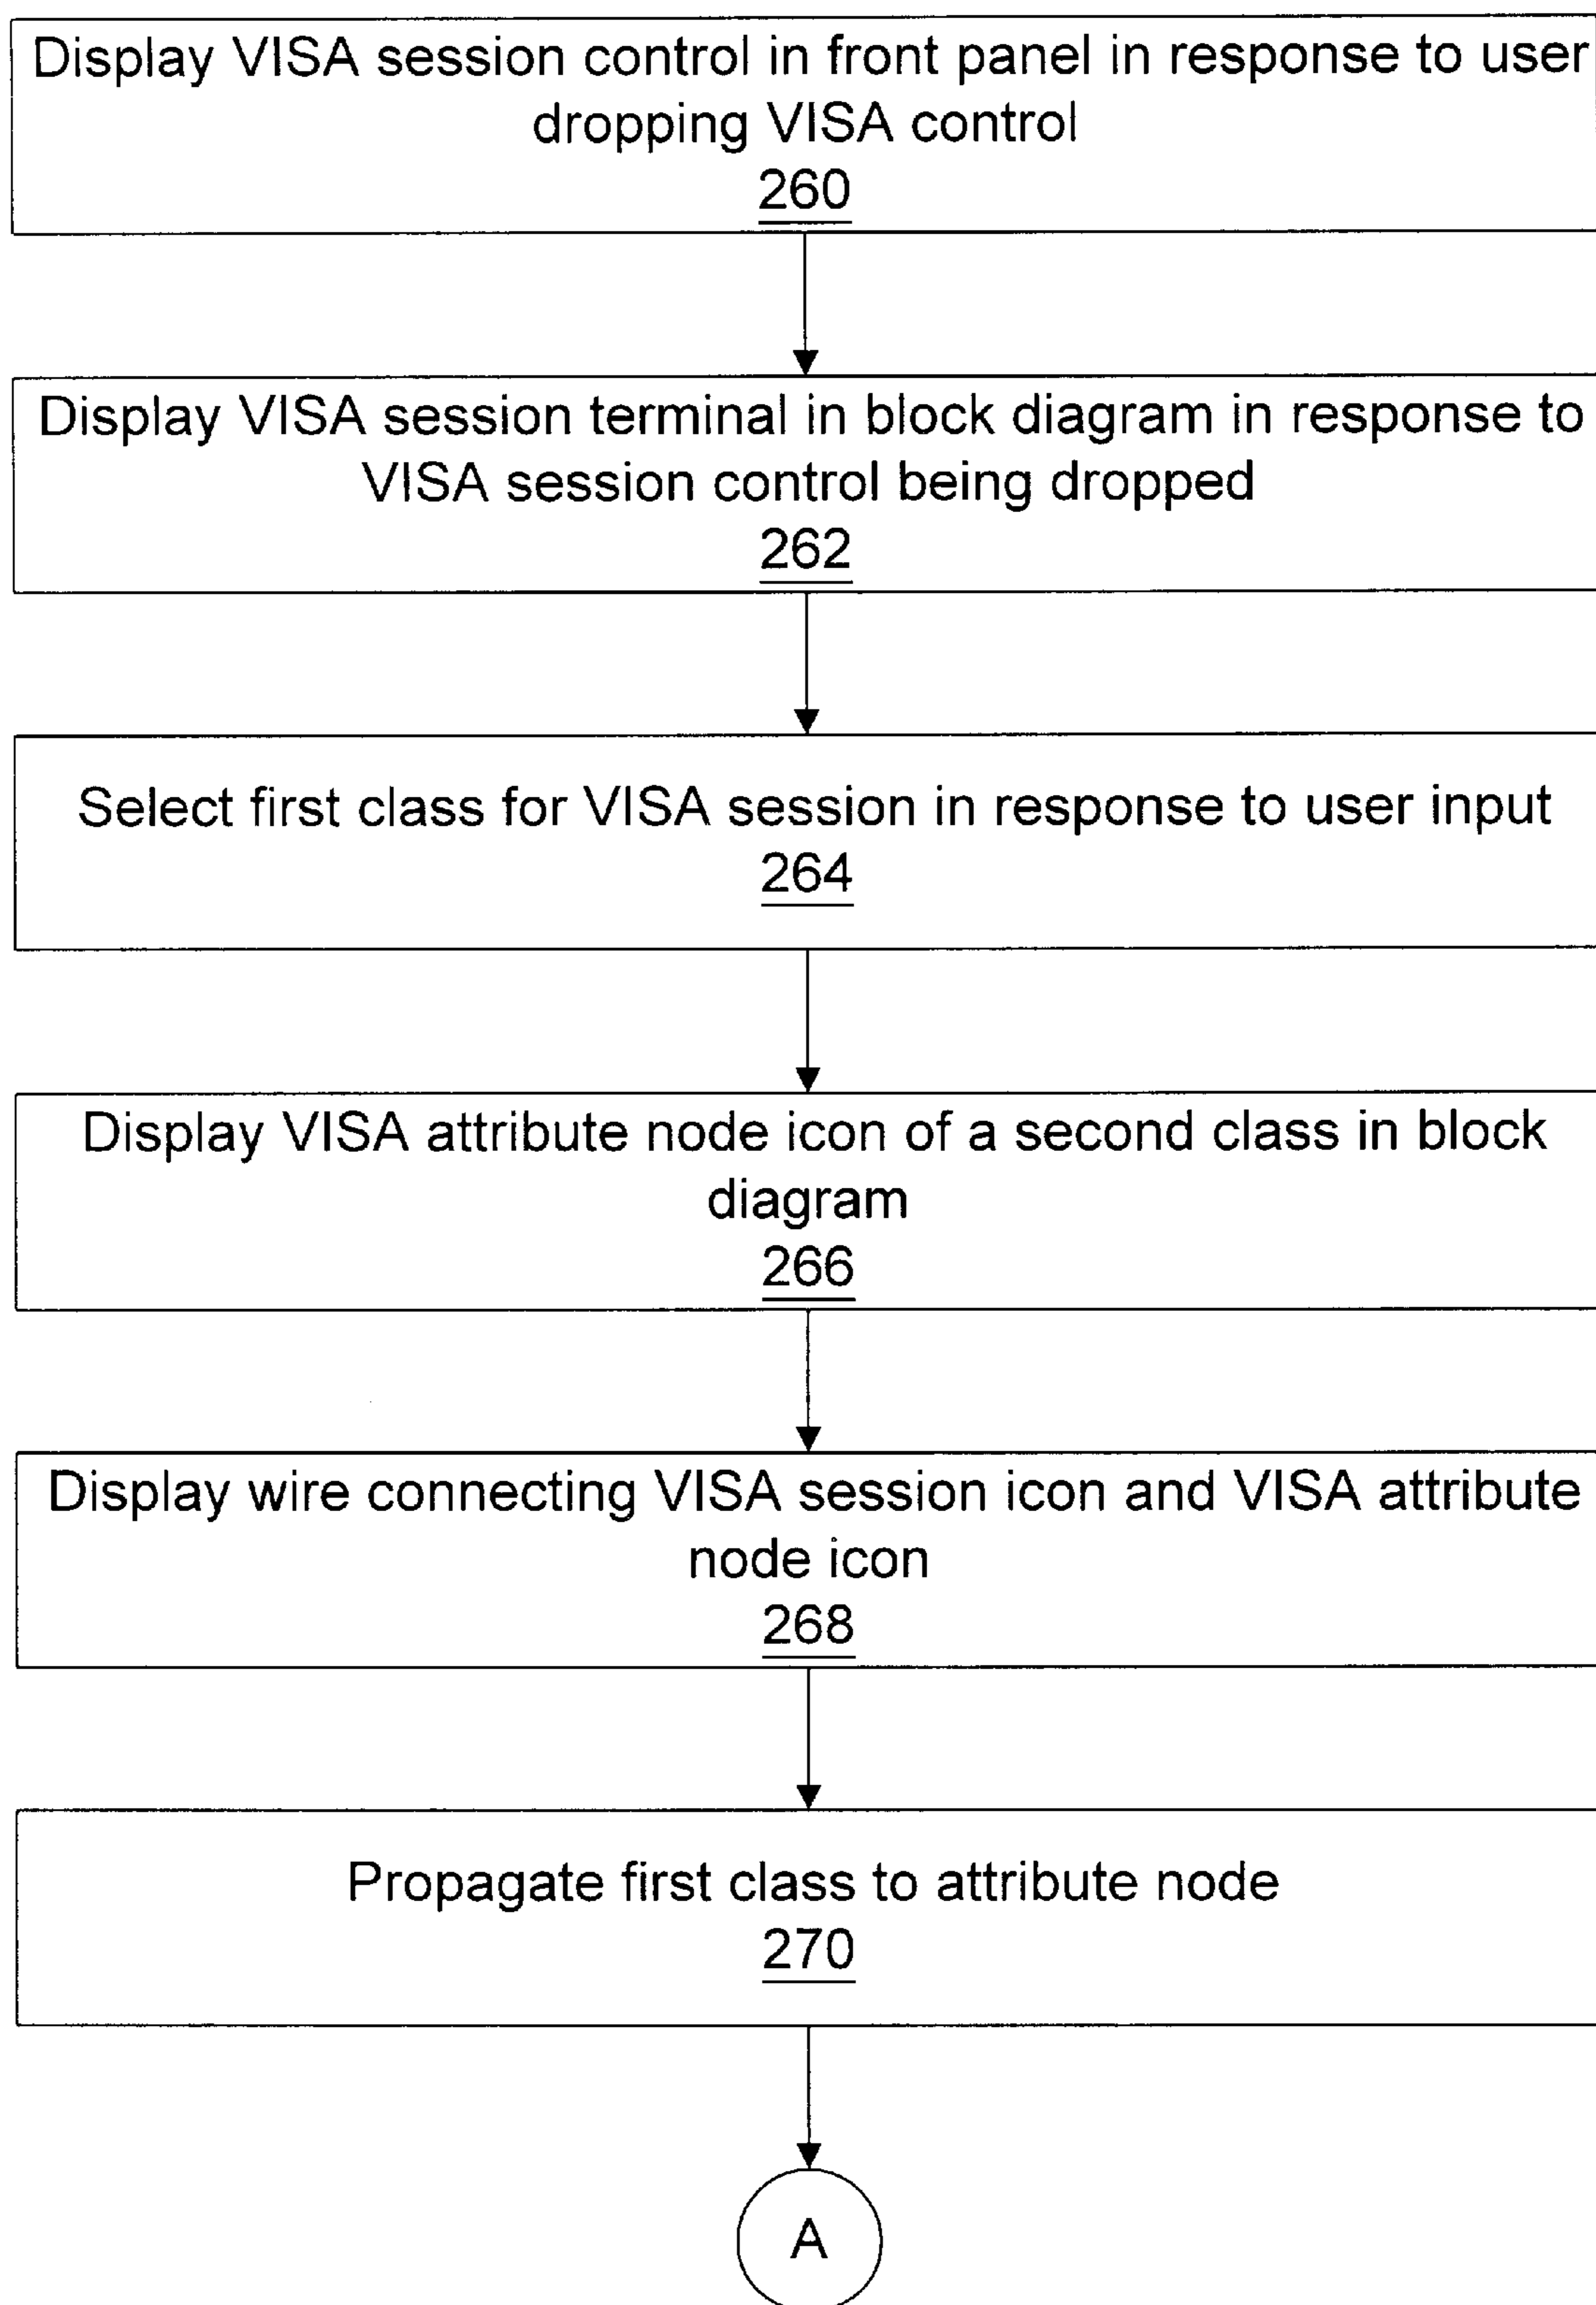 Display VISA session control in front panel in response to user
dropping VISA control
260
Display VISA session terminal in block diagram in response to
VISA session control being dropped
262
Select first class for VISA session in response to user input
264
Display VISA attribute node icon of a second class in block
diagram
266
Display wire connecting VISA session icon and VISA attribute
node icon
268
Propagate first class to attribute node
270
A